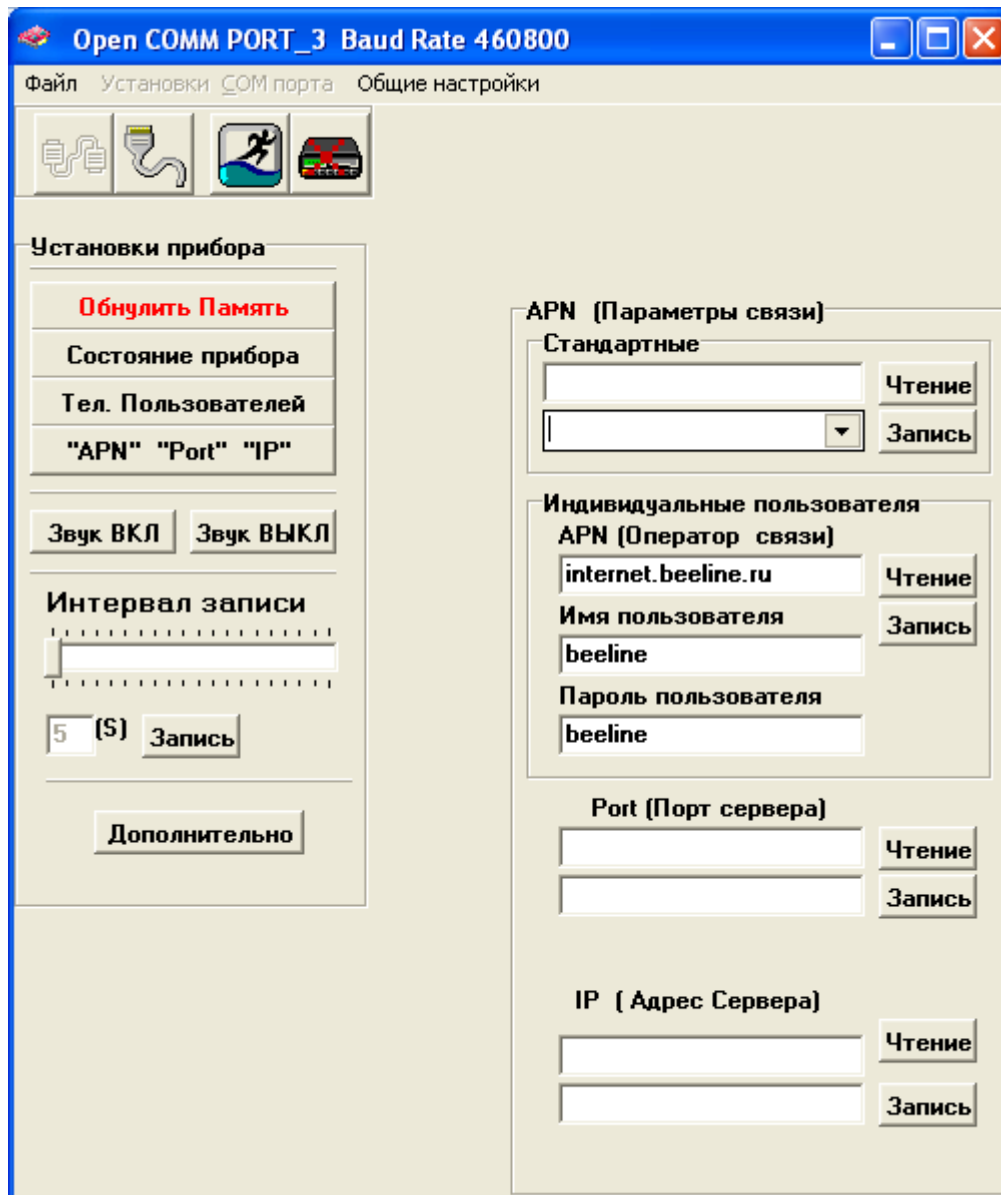 Open COMM PORT_3 Baud Rate 460800
Файл Установки COM порта Общие настройки
Установки прибора
Обнулить Память
Состояние прибора
Тел. Пользователей
"APN" "Port" "IP"
Звук ВКЛ Звук ВЫКЛ
Интервал записи
5 (S) Запись
Дополнительно
APN (Параметры связи)
Стандартные
Чтение
Запись
Индивидуальные пользователя
APN (Оператор связи)
internet.beeline.ru Чтение
Имя пользователя
Запись
beeline
Пароль пользователя
beeline
Port (Порт сервера)
Чтение
Запись
IP ( Адрес Сервера)
Чтение
Запись